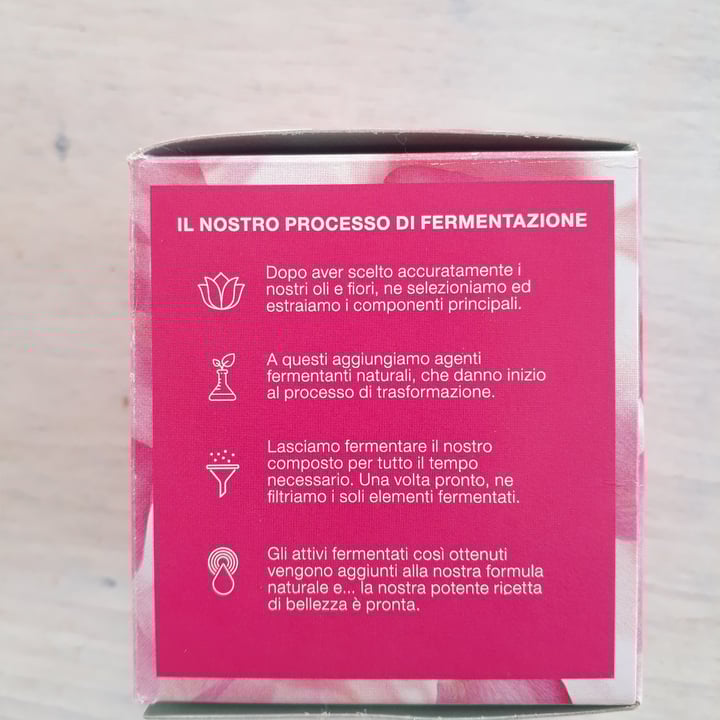 IL NOSTRO PROCESSO DI FERMENTAZIONE
Dopo aver scelto accuratamente i
nostri oli e fiori, ne selezioniamo ed
estraiamo i componenti principali.
A questi aggiungiamo agenti
fermentanti naturali, che danno inizio
al processo di trasformazione.
Lasciamo fermentare il nostro
composto per tutto il tempo
necessario. Una volta pronto, ne
filtriamo i soli elementi fermentati.
Gli attivi fermentati così ottenuti
vengono aggiunti alla nostra formula
naturale e... la nostra potente ricetta
di bellezza è pronta.